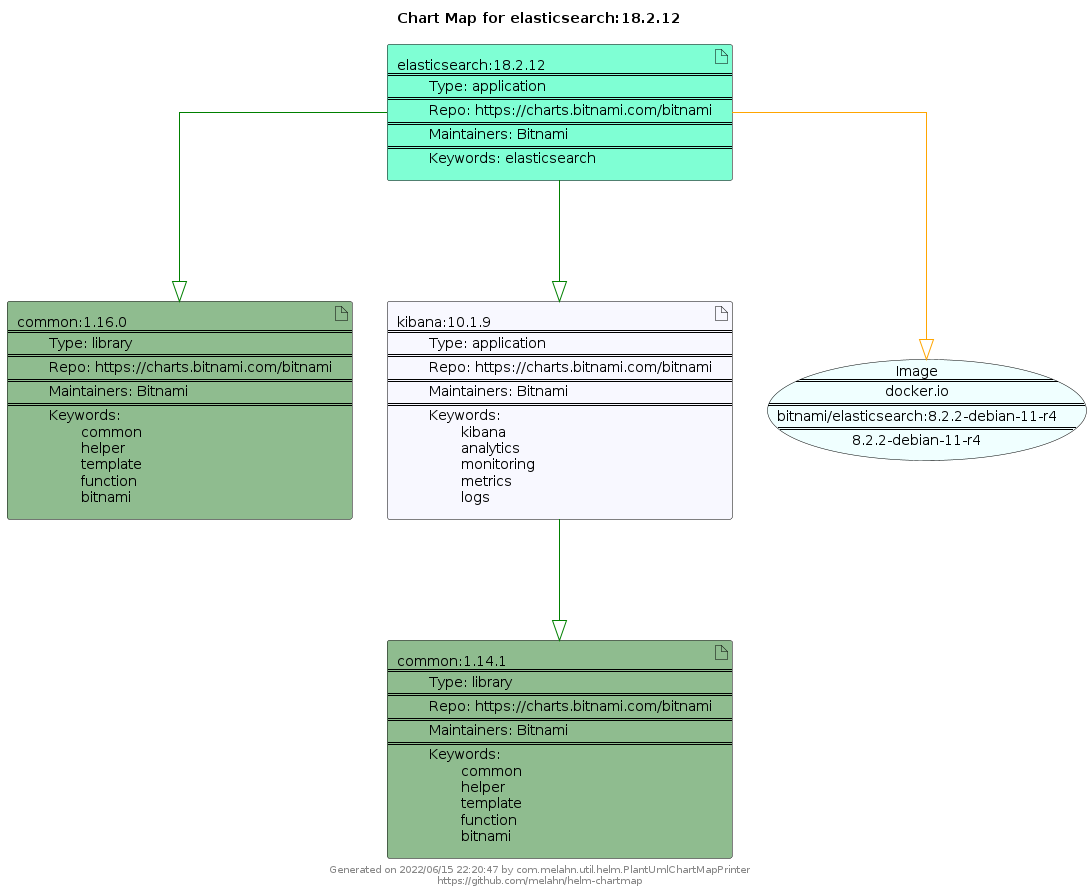 Chart Map for elasticsearch:18.2.12
elasticsearch:18.2.12
Type: application
Repo: https://charts.bitnami.com/bitnami
Maintainers: Bitnami
Keywords: elasticsearch
common:1.16.0
Type: library
Repo: https://charts.bitnami.com/bitnami
Maintainers: Bitnami
Keywords:
common
helper
template
function
bitnami
kibana:10.1.9
Type: application
Repo: https://charts.bitnami.com/bitnami
Maintainers: Bitnami
Keywords:
kibana
analytics
monitoring
metrics
logs
Image
docker.io
bitnami/elasticsearch:8.2.2-debian-11-r4
8.2.2-debian-11-r4
common:1.14.1
Type: library
Repo: https://charts.bitnami.com/bitnami
Maintainers: Bitnami
Keywords:
common
helper
template
function
bitnami
Generated on 2022/06/15 22:20:47 by com.melahn.util.helm.PlantUmlChartMapPrinter
https://github.com/melahn/helm-chartmap